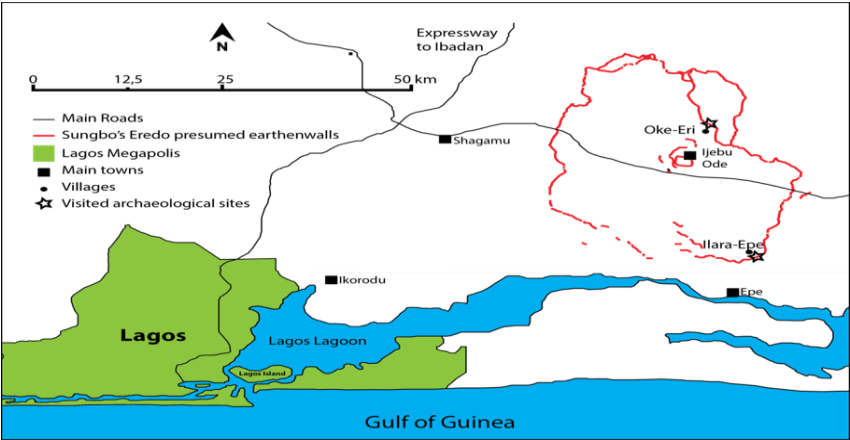 Expressway
to Ibadan
N
0 12,5 25 50 km
Main Roads
Sungbo's Eredo presumed earthenwalls
Lagos Megapolis
Main towns
Villages
Visited archaeological sites
Shagamu
Oke-Eri
Ijebu
Ode
Ilara-Epe
Ikorodu
Epe
Lagos
Lagos Lagoon
Lagos Island
Gulf of Guinea